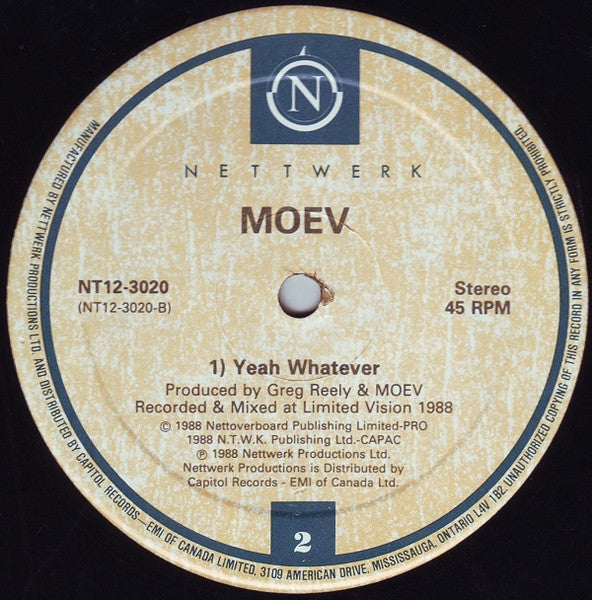 N
NETTWERK
MOEV
NT12-3020
(NT12-3020-B)
Stereo
45 RPM
1) Yeah Whatever
Produced by Greg Reely & MOEV
Recorded & Mixed at Limited Vision 1988
© 1988 Nettoverboard Publishing Limited-PRO
1988 N.T.W.K. Publishing Ltd.-CAPAC
℗ 1988 Nettwerk Productions Ltd.
Nettwerk Productions is Distributed by
Capitol Records - EMI of Canada Ltd.
2
MANUFACTURED BY NETTWERK PRODUCTIONS LTD. AND DISTRIBUTED BY CAPITOL RECORDS—EMI OF CANADA LIMITED, 3109 AMERICAN DRIVE, MISSISSAUGA, ONTARIO L4V 1B2. UNAUTHORIZED COPYING OF THIS RECORD IN ANY FORM IS STRICTLY PROHIBITED.